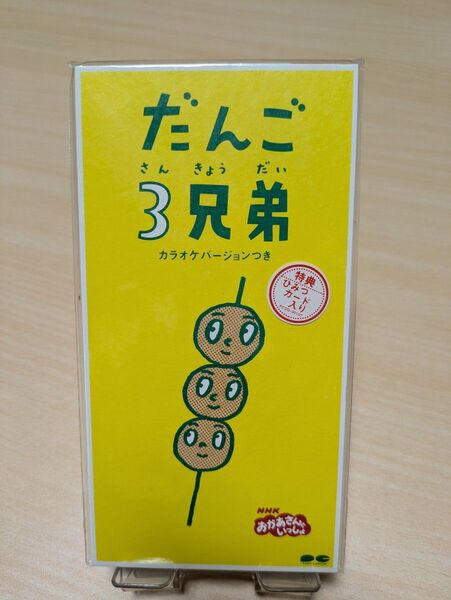 だんご
さん きょう だい
3兄弟
カラオケバージョンつき
特典
ひみつ
カード
入り
NHK
おかあさんと
いっしょ